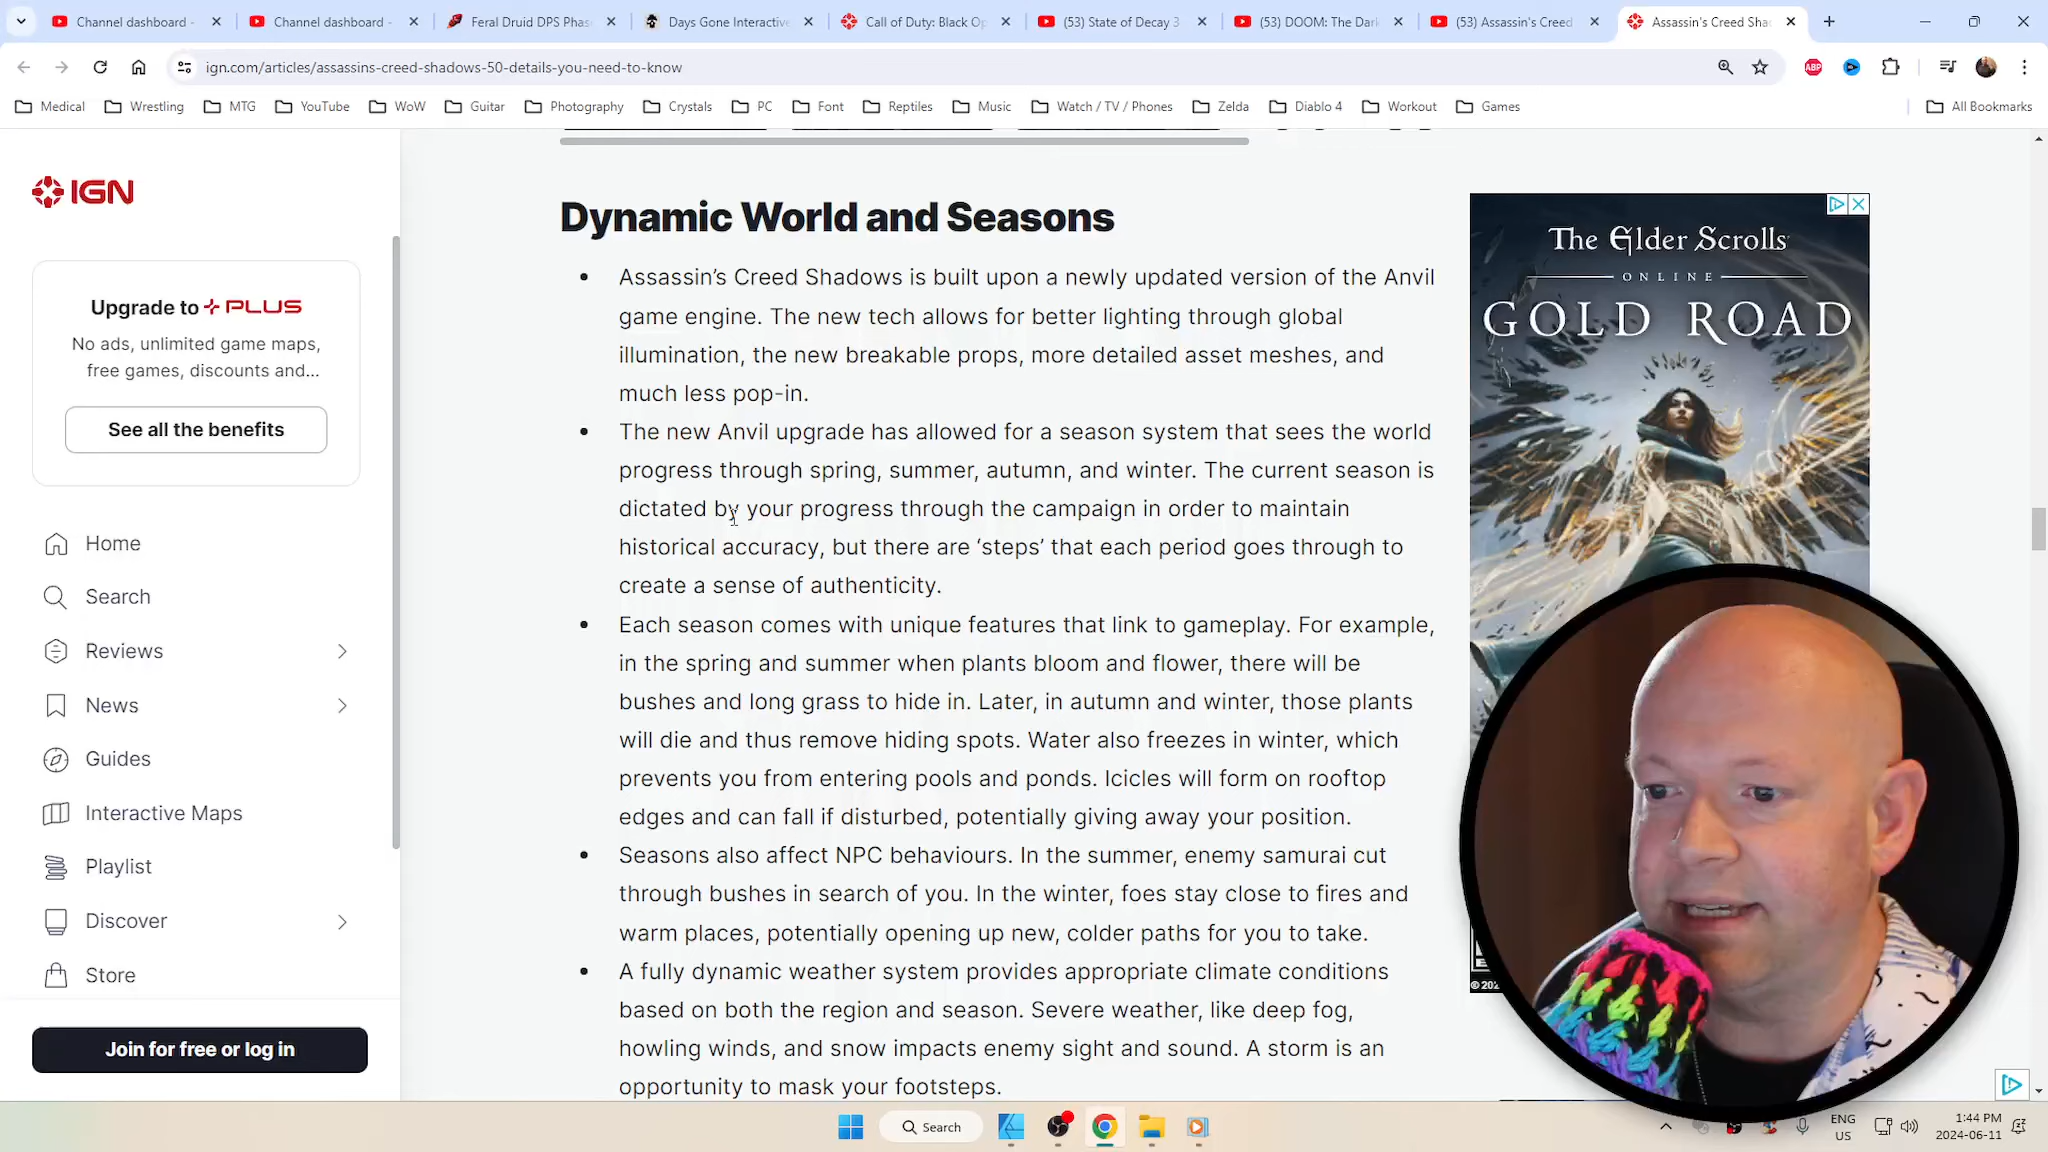 Channel dashboard -
Channel dashboard -
Feral Druid DPS Phas
Days Gone Interactive
Call of Duty: Black Op
(53) State of Decay 3
(53) DOOM: The Dark
(53) Assassin's Creed
Assassin's Creed Sha
ign.com/articles/assassins-creed-shadows-50-details-you-need-to-know
ABP
Medical
Wrestling
MTG
YouTube
WoW
Guitar
Photography
Crystals
PC
Font
Reptiles
Music
Watch / TV / Phones
Zelda
Diablo 4
Workout
Games
All Bookmarks
IGN
Upgrade to PLUS
No ads, unlimited game maps,
free games, discounts and...
See all the benefits
Home
Search
Reviews
News
Guides
Interactive Maps
Playlist
Discover
Store
Join for free or log in
Dynamic World and Seasons
• Assassin's Creed Shadows is built upon a newly updated version of the Anvil
game engine. The new tech allows for better lighting through global
illumination, the new breakable props, more detailed asset meshes, and
much less pop-in.
• The new Anvil upgrade has allowed for a season system that sees the world
progress through spring, summer, autumn, and winter. The current season is
dictated by your progress through the campaign in order to maintain
historical accuracy, but there are ‘steps’ that each period goes through to
create a sense of authenticity.
• Each season comes with unique features that link to gameplay. For example,
in the spring and summer when plants bloom and flower, there will be
bushes and long grass to hide in. Later, in autumn and winter, those plants
will die and thus remove hiding spots. Water also freezes in winter, which
prevents you from entering pools and ponds. Icicles will form on rooftop
edges and can fall if disturbed, potentially giving away your position.
• Seasons also affect NPC behaviours. In the summer, enemy samurai cut
through bushes in search of you. In the winter, foes stay close to fires and
warm places, potentially opening up new, colder paths for you to take.
• A fully dynamic weather system provides appropriate climate conditions
based on both the region and season. Severe weather, like deep fog,
howling winds, and snow impacts enemy sight and sound. A storm is an
opportunity to mask your footsteps.
The Elder Scrolls
ONLINE
GOLD ROAD
Search
ENG
US
1:44 PM
2024-06-11